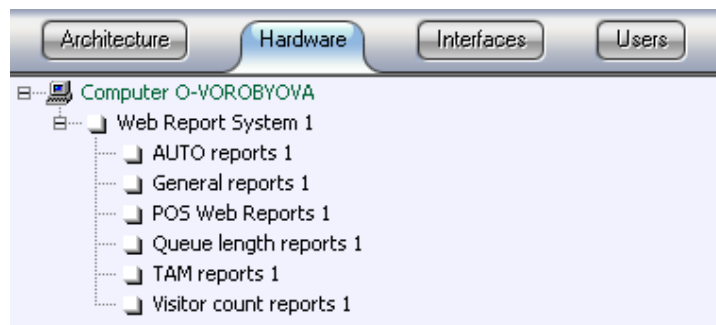 Architecture Hardware Interfaces Users
Computer O-VOROBYOVA
Web Report System 1
AUTO reports 1
General reports 1
POS Web Reports 1
Queue length reports 1
TAM reports 1
Visitor count reports 1